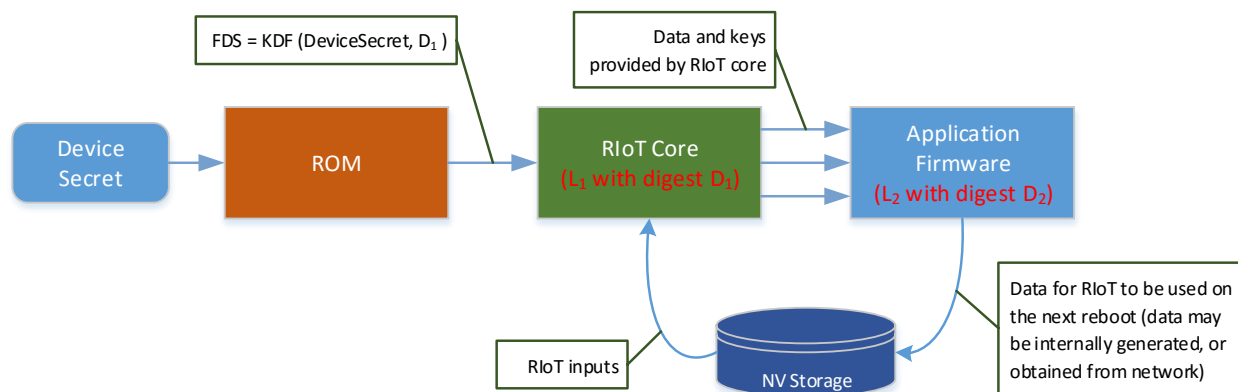 FDS = KDF (DeviceSecret, D₁ )
Data and keys
provided by RIoT core
Device
Secret
ROM
RIoT Core
(L₁ with digest D₁)
Application
Firmware
(L₂ with digest D₂)
RIoT inputs
NV Storage
Data for RIoT to be used on
the next reboot (data may
be internally generated, or
obtained from network)